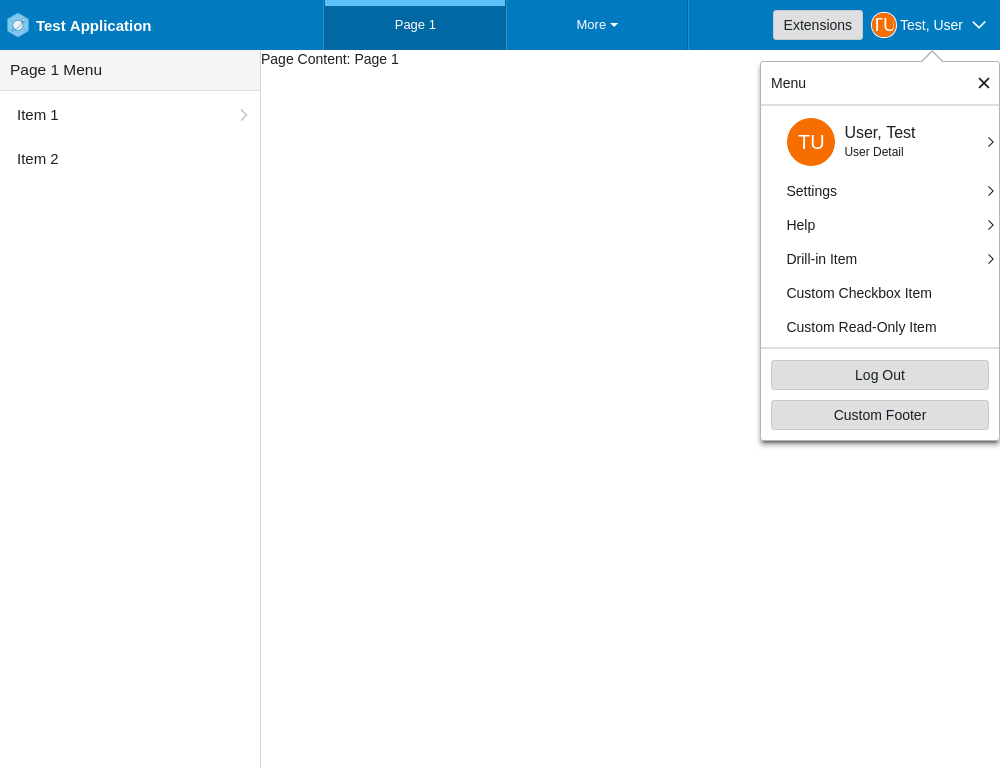 Test Application
Page 1
More
Extensions
TU
Test, User
Page 1 Menu
Item 1
Item 2
Page Content: Page 1
Menu
TU
User, Test
User Detail
Settings
Help
Drill-in Item
Custom Checkbox Item
Custom Read-Only Item
Log Out
Custom Footer